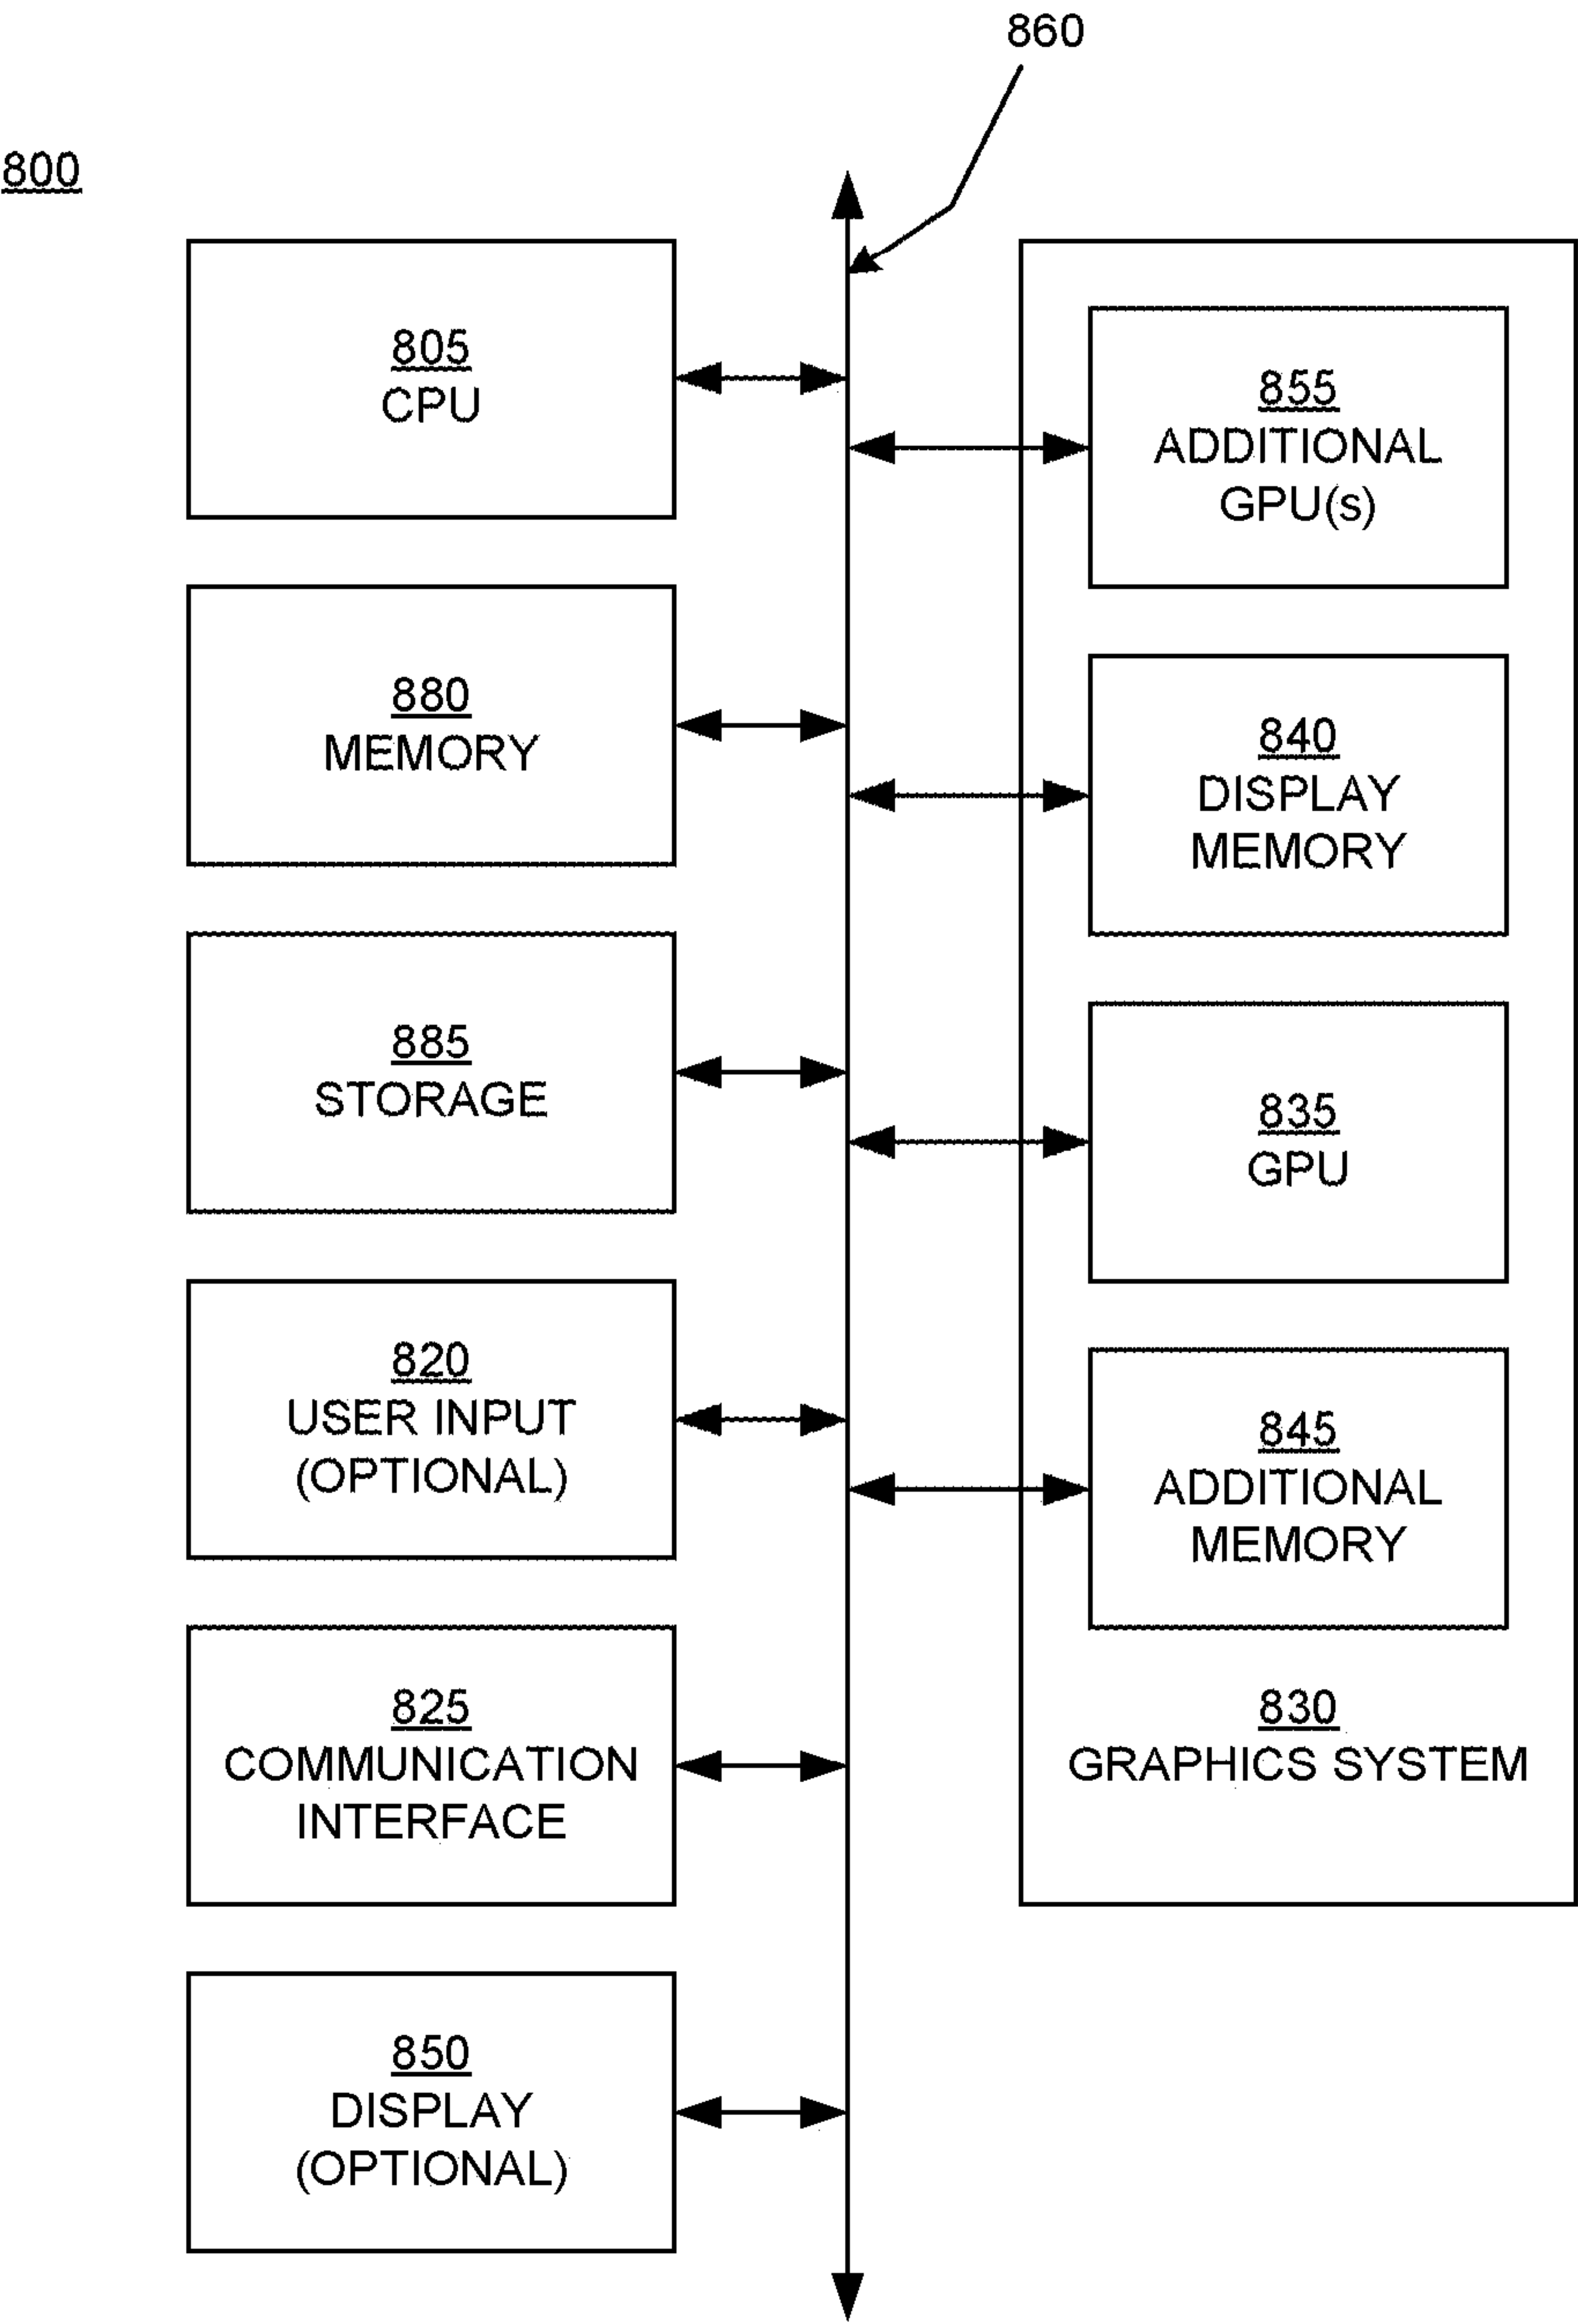 860
800
805
CPU
880
MEMORY
885
STORAGE
820
USER INPUT
(OPTIONAL)
825
COMMUNICATION
INTERFACE
850
DISPLAY
(OPTIONAL)
855
ADDITIONAL
GPU(s)
840
DISPLAY
MEMORY
835
GPU
845
ADDITIONAL
MEMORY
830
GRAPHICS SYSTEM